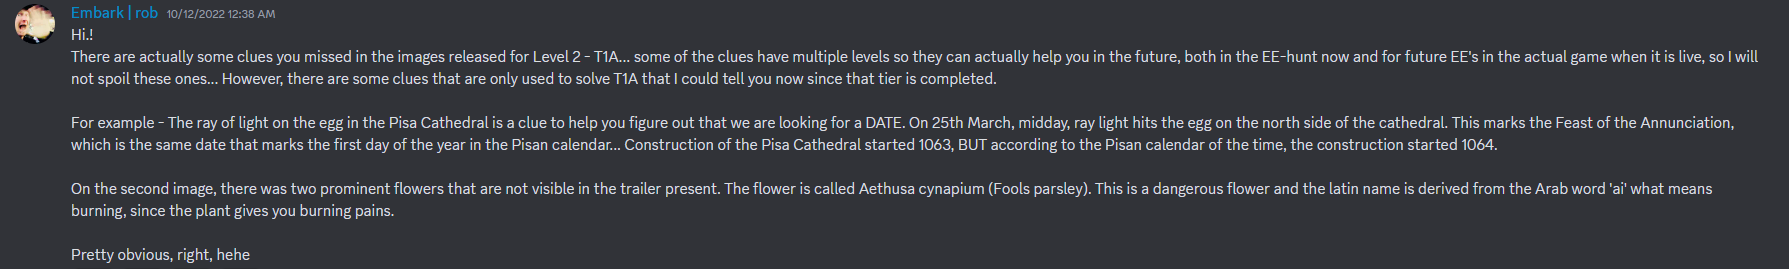 Embark | rob 10/12/2022 12:38 AM
Hi.!
There are actually some clues you missed in the images released for Level 2 - T1A... some of the clues have multiple levels so they can actually help you in the future, both in the EE-hunt now and for future EE's in the actual game when it is live, so I will
not spoil these ones... However, there are some clues that are only used to solve T1A that I could tell you now since that tier is completed.
For example - The ray of light on the egg in the Pisa Cathedral is a clue to help you figure out that we are looking for a DATE. On 25th March, midday, ray light hits the egg on the north side of the cathedral. This marks the Feast of the Annunciation,
which is the same date that marks the first day of the year in the Pisan calendar... Construction of the Pisa Cathedral started 1063, BUT according to the Pisan calendar of the time, the construction started 1064.
On the second image, there was two prominent flowers that are not visible in the trailer present. The flower is called Aethusa cynapium (Fools parsley). This is a dangerous flower and the latin name is derived from the Arab word 'ai' what means
burning, since the plant gives you burning pains.
Pretty obvious, right, hehe